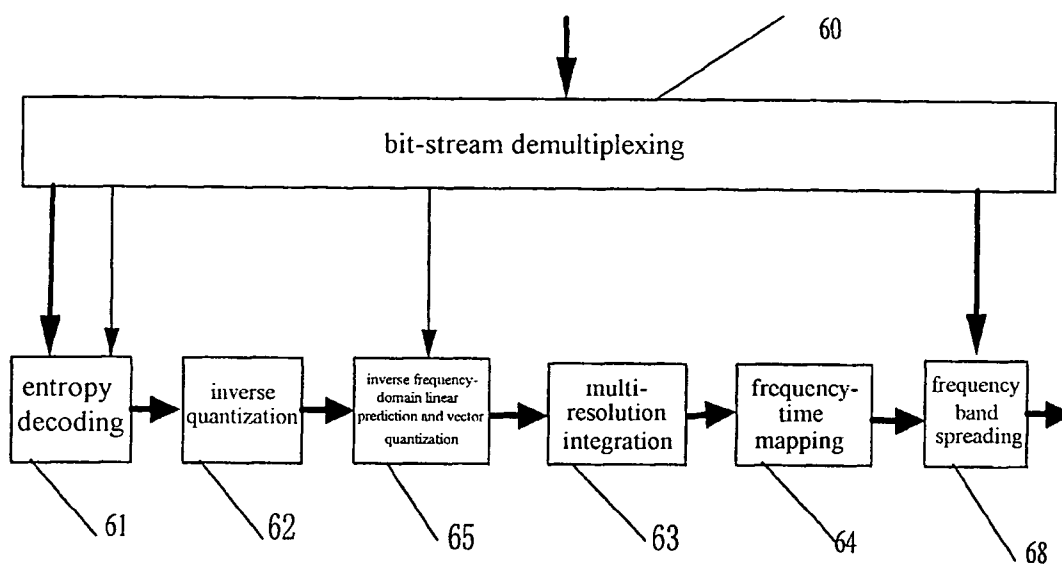 60
bit-stream demultiplexing
entropy
decoding
inverse
quantization
inverse frequency-
domain linear
prediction and vector
quantization
multi-
resolution
integration
frequency-
time
mapping
frequency
band
spreading
61
62
65
63
64
68